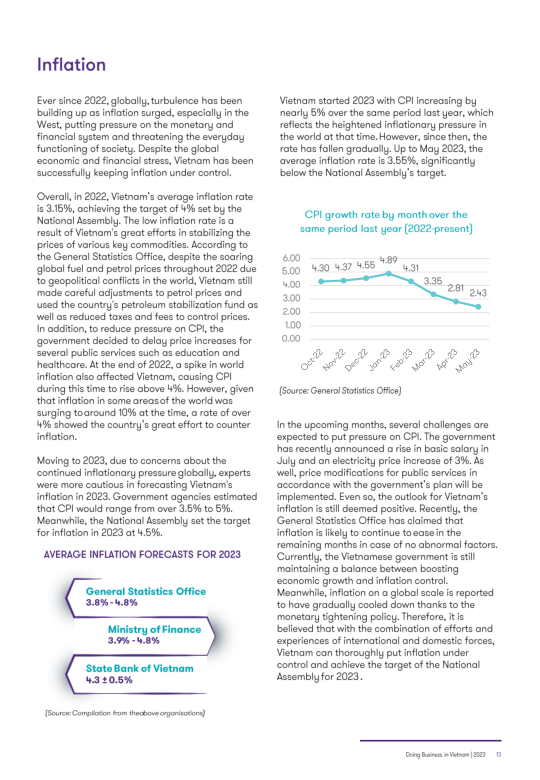 Inflation
Ever since 2022, globally, turbulence has been
building up as inflation surged, especially in the
West, putting pressure on the monetary and
financial system and threatening the everyday
functioning of society. Despite the global
economic and financial stress, Vietnam has been
successfully keeping inflation under control.
Overall, in 2022, Vietnam's average inflation rate
is 3.15%, achieving the target of 4% set by the
National Assembly. The low inflation rate is a
result of Vietnam's great efforts in stabilizing the
prices of various key commodities. According to
the General Statistics Office, despite the soaring
global fuel and petrol prices throughout 2022 due
to geopolitical conflicts in the world, Vietnam still
made careful adjustments to petrol prices and
used the country's petroleum stabilization fund as
well as reduced taxes and fees to control prices.
In addition, to reduce pressure on CPI, the
government decided to delay price increases for
several public services such as education and
healthcare. At the end of 2022, a spike in world
inflation also affected Vietnam, causing CPI
during this time to rise above 4%. However, given
that inflation in some areas of the world was
surging to around 10% at the time, a rate of over
4% showed the country's great effort to counter
inflation.
Moving to 2023, due to concerns about the
continued inflationary pressure globally, experts
were more cautious in forecasting Vietnam's
inflation in 2023. Government agencies estimated
that CPI would range from over 3.5% to 5%.
Meanwhile, the National Assembly set the target
for inflation in 2023 at 4.5%.
AVERAGE INFLATION FORECASTS FOR 2023
General Statistics Office
3.8% - 4.8%
Ministry of Finance
3.9% - 4.8%
State Bank of Vietnam
4.3 ± 0.5%
(Source: Compilation from the above organisations)
Vietnam started 2023 with CPI increasing by
nearly 5% over the same period last year, which
reflects the heightened inflationary pressure in
the world at that time. However, since then, the
rate has fallen gradually. Up to May 2023, the
average inflation rate is 3.55%, significantly
below the National Assembly's target.
CPI growth rate by month over the
same period last year (2022-present)
6.00
5.00
4.00
3.00
2.00
1.00
0.00
4.30 4.37 4.55 4.89 4.31 3.35 2.81 2.43
Oct-22 Nov-22 Dec-22 Jan-23 Feb-23 Mar-23 Apr-23 May-23
(Source: General Statistics Office)
In the upcoming months, several challenges are
expected to put pressure on CPI. The government
has recently announced a rise in basic salary in
July and an electricity price increase of 3%. As
well, price modifications for public services in
accordance with the government's plan will be
implemented. Even so, the outlook for Vietnam's
inflation is still deemed positive. Recently, the
General Statistics Office has claimed that
inflation is likely to continue to ease in the
remaining months in case of no abnormal factors.
Currently, the Vietnamese government is still
maintaining a balance between boosting
economic growth and inflation control.
Meanwhile, inflation on a global scale is reported
to have gradually cooled down thanks to the
monetary tightening policy. Therefore, it is
believed that with the combination of efforts and
experiences of international and domestic forces,
Vietnam can thoroughly put inflation under
control and achieve the target of the National
Assembly for 2023.
Doing Business in Vietnam | 2023 13